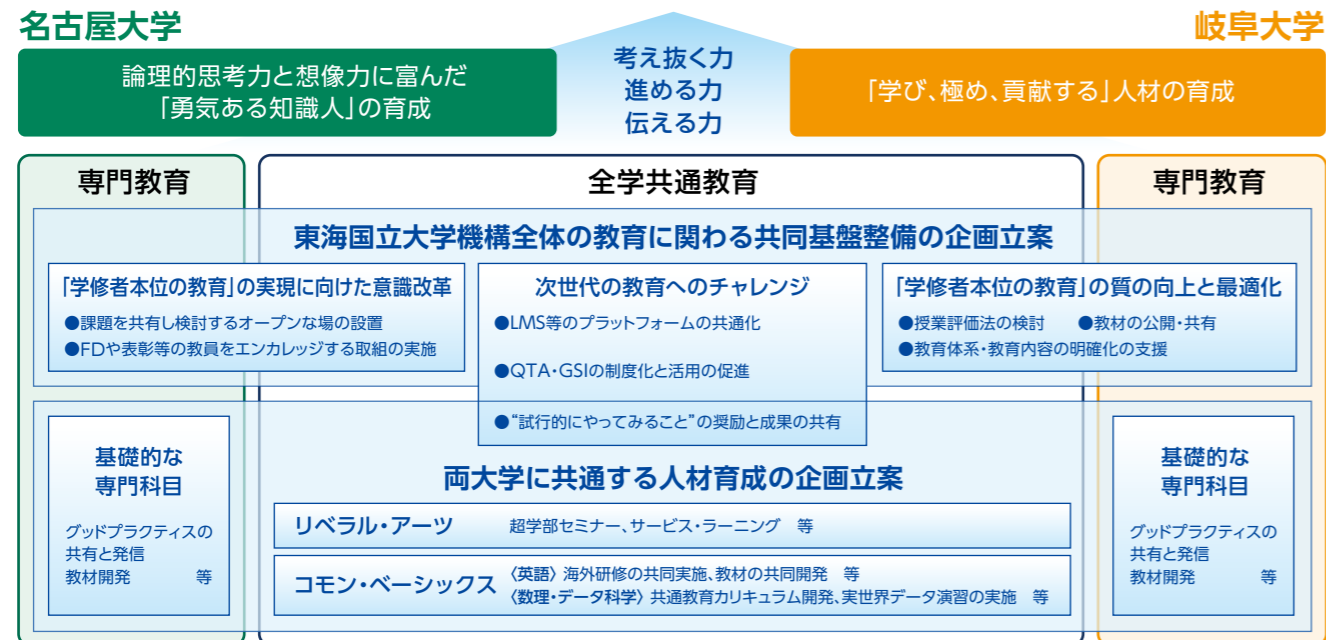 名古屋大学
岐阜大学
論理的思考力と想像力に富んだ
「勇気ある知識人」の育成
考え抜く力
進める力
伝える力
「学び、極め、貢献する」人材の育成
専門教育
全学共通教育
専門教育
東海国立大学機構全体の教育に関わる共同基盤整備の企画立案
「学修者本位の教育」の実現に向けた意識改革
●課題を共有し検討するオープンな場の設置
●FDや表彰等の教員をエンカレッジする取組の実施
次世代の教育へのチャレンジ
●LMS等のプラットフォームの共通化
●QTA・GSIの制度化と活用の促進
●“試行的にやってみること”の奨励と成果の共有
「学修者本位の教育」の質の向上と最適化
●授業評価法の検討 ●教材の公開・共有
●教育体系・教育内容の明確化の支援
基礎的な
専門科目
グッドプラクティスの
共有と発信
教材開発 等
両大学に共通する人材育成の企画立案
リベラル・アーツ 超学部セミナー、サービス・ラーニング 等
コモン・ベーシックス
〈英語〉 海外研修の共同実施、教材の共同開発 等
〈数理・データ科学〉 共通教育カリキュラム開発、実世界データ演習の実施 等
基礎的な
専門科目
グッドプラクティスの
共有と発信
教材開発 等